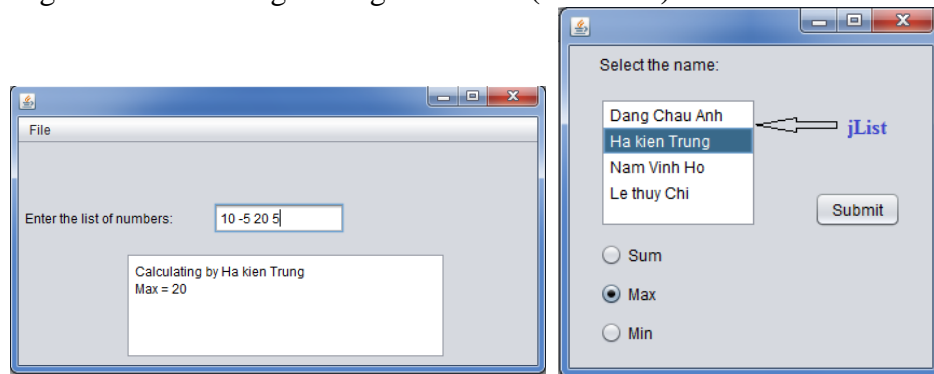 Select the name:
Dang Chau Anh
jList
Ha kien Trung
Nam Vinh Ho
Le thuy Chi
Submit
Sum
Max
Min
File
Enter the list of numbers:
10 -5 20 5
Calculating by Ha kien Trung
Max = 20